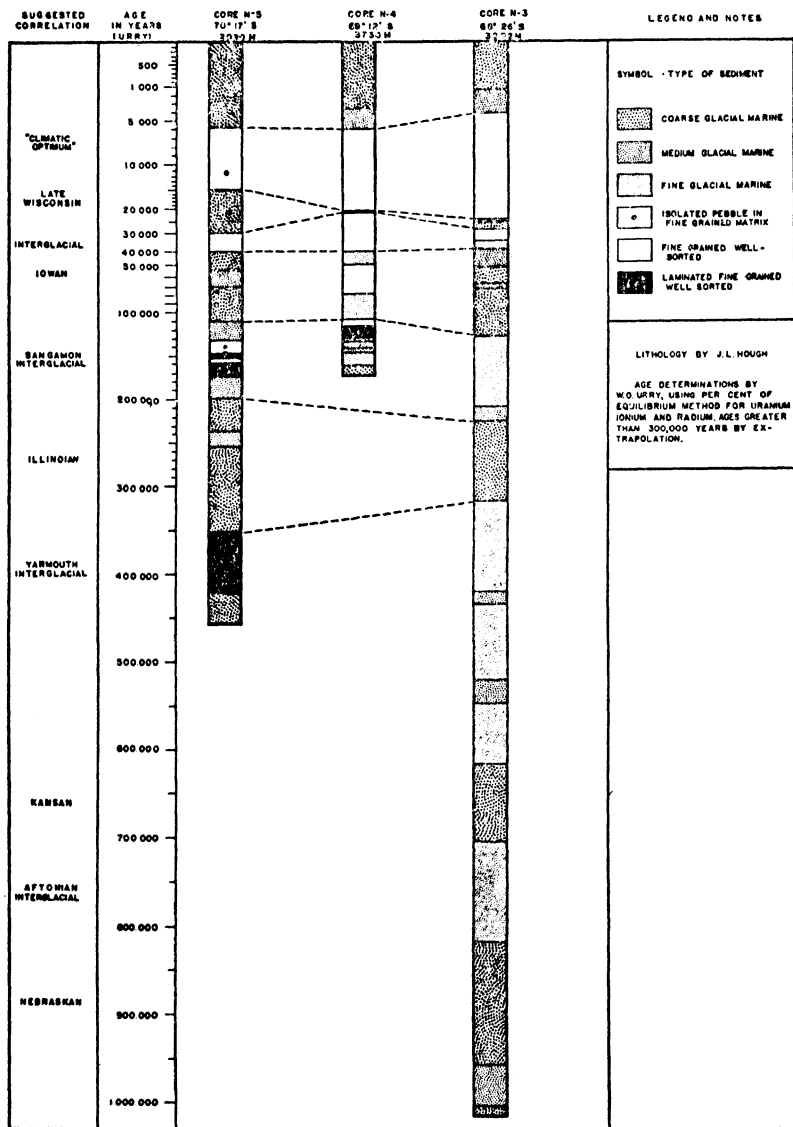 SUGGESTED CORRELATION
AGE IN YEARS (URRY)
CORE N-5
70° 17' S
CORE N-4
69° 12' S
3730 M
CORE N-3
68° 26' S
LEGEND AND NOTES
500
1 000
5 000
"CLIMATIC OPTIMUM"
10 000
LATE WISCONSIN
20 000
30 000
INTERGLACIAL
40 000
50 000
IOWAN
100 000
SANGAMON INTERGLACIAL
200 000
ILLINOIAN
300 000
YARMOUTH INTERGLACIAL
400 000
500 000
600 000
KANSAN
700 000
AFTONIAN INTERGLACIAL
800 000
NEBRASKAN
900 000
1 000 000
SYMBOL - TYPE OF SEDIMENT
COARSE GLACIAL MARINE
MEDIUM GLACIAL MARINE
FINE GLACIAL MARINE
ISOLATED PEBBLE IN
FINE GRAINED MATRIX
FINE GRAINED WELL-
SORTED
LAMINATED FINE GRAINED
WELL SORTED
LITHOLOGY BY J.L. HOUGH
AGE DETERMINATIONS BY
W.D. URRY, USING PER CENT OF
EQUILIBRIUM METHOD FOR URANIUM
IONIUM AND RADIUM. AGES GREATER
THAN 300,000 YEARS BY EX-
TRAPOLATION.